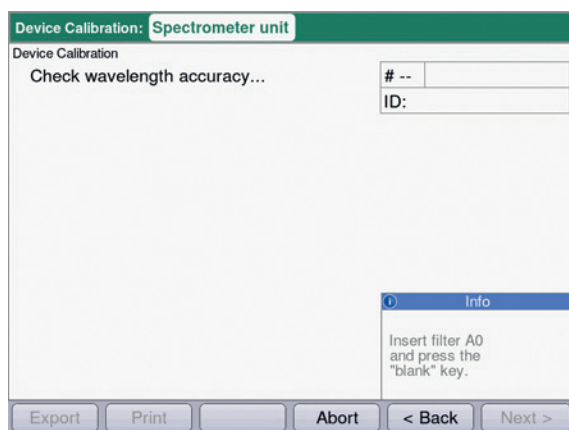 Device Calibration: Spectrometer unit
Device Calibration
Check wavelength accuracy...
# --
ID:
Info
Insert filter A0
and press the
"blank" key.
Export Print Abort < Back Next >